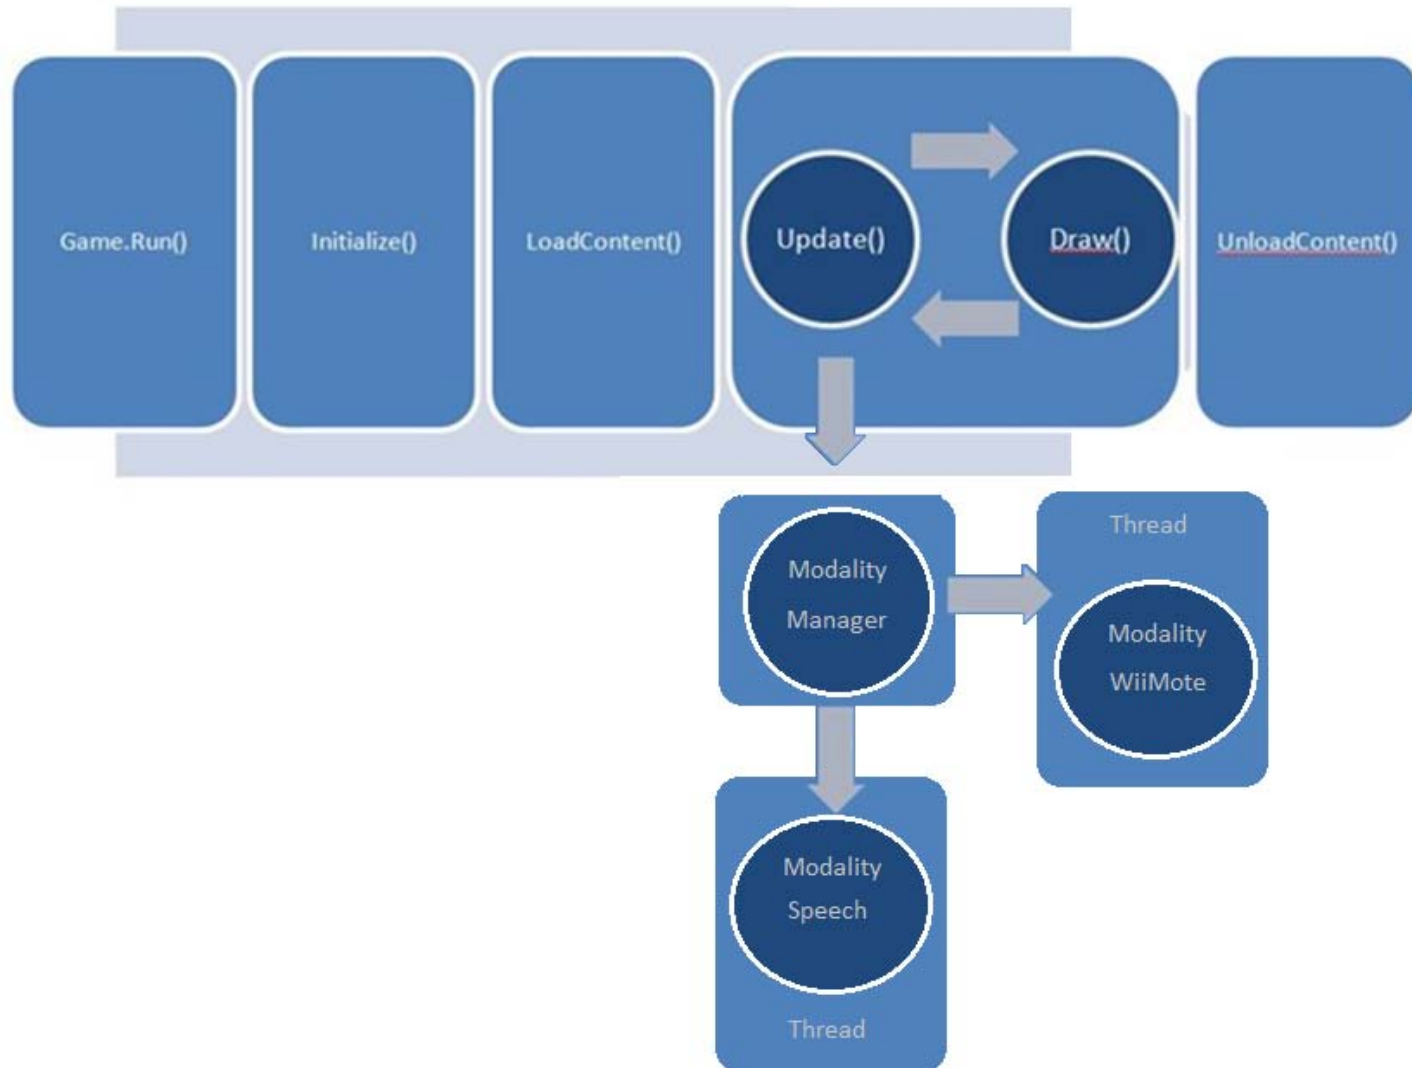 Game.Run()
Initialize()
LoadContent()
Update()
Draw()
UnloadContent()
Modality
Manager
Thread
Modality
WiiMote
Modality
Speech
Thread